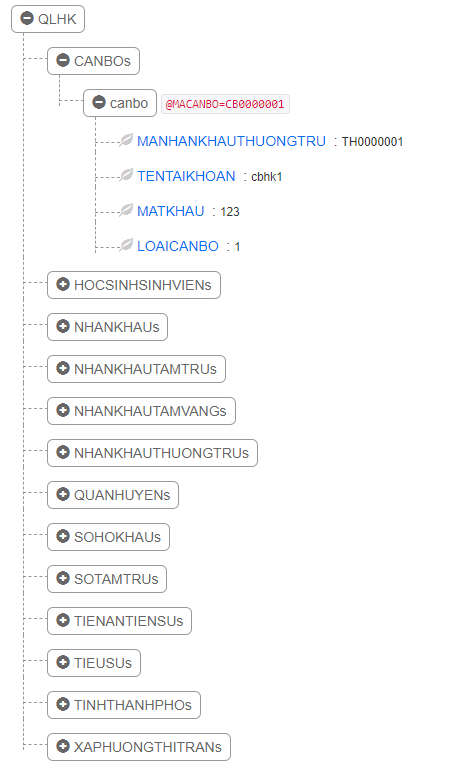 QLHK
CANBOs
canbo @MACANBO=CB0000001
MANHANKHAUTHUONGTRU : TH0000001
TENTAIKHOAN : cbhk1
MATKHAU : 123
LOAICANBO : 1
HOCSINHSINHVIENs
NHANKHAUs
NHANKHAUTAMTRUs
NHANKHAUTAMVANGs
NHANKHAUTHUONGTRUs
QUANHUYENs
SOHOKHAUs
SOTAMTRUs
TIENANTIENSUs
TIEUSUs
TINHTHANHPHOs
XAPHUONGTHITRANs